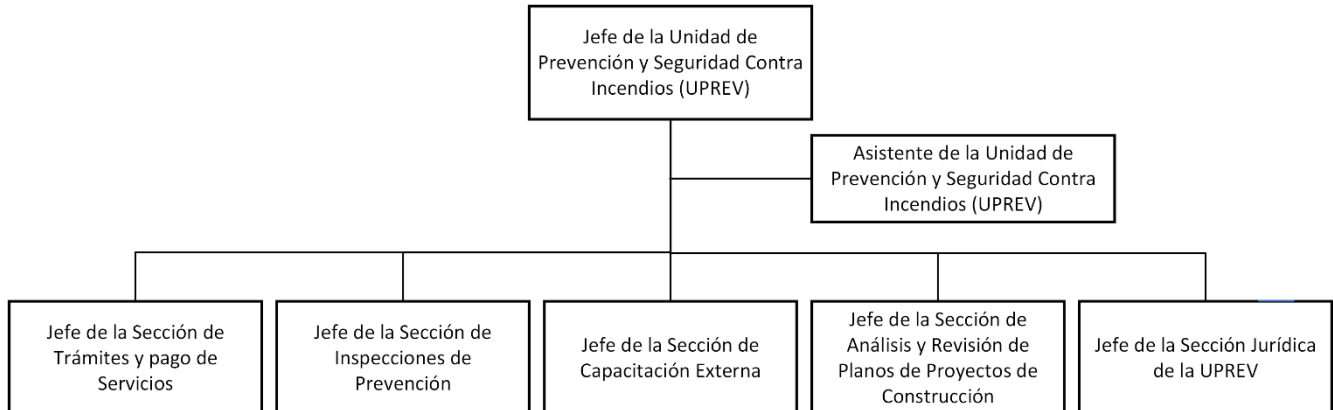 Jefe de la Unidad de
Prevención y Seguridad Contra
Incendios (UPREV)
Asistente de la Unidad de
Prevención y Seguridad Contra
Incendios (UPREV)
Jefe de la Sección de
Trámites y pago de
Servicios
Jefe de la Sección de
Inspecciones de
Prevención
Jefe de la Sección de
Capacitación Externa
Jefe de la Sección de
Análisis y Revisión de
Planos de Proyectos de
Construcción
Jefe de la Sección Jurídica
de la UPREV